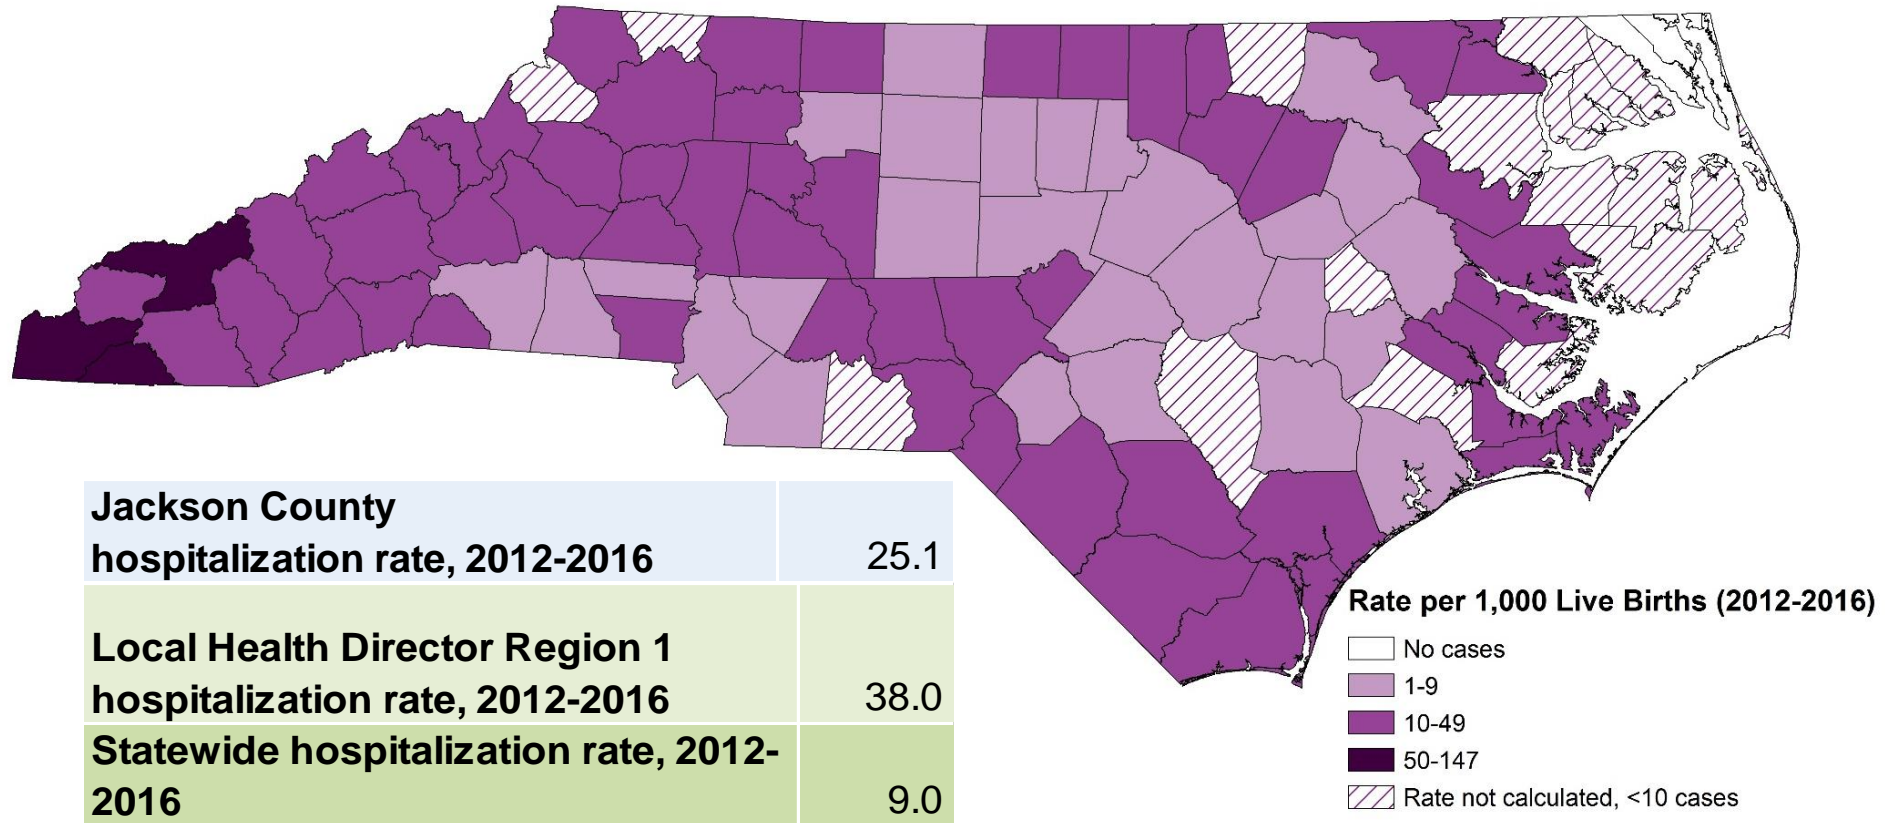 Jackson County
hospitalization rate, 2012-2016
25.1
Local Health Director Region 1
hospitalization rate, 2012-2016
38.0
Statewide hospitalization rate, 2012-
2016
9.0
Rate per 1,000 Live Births (2012-2016)
No cases
1-9
10-49
50-147
Rate not calculated, <10 cases